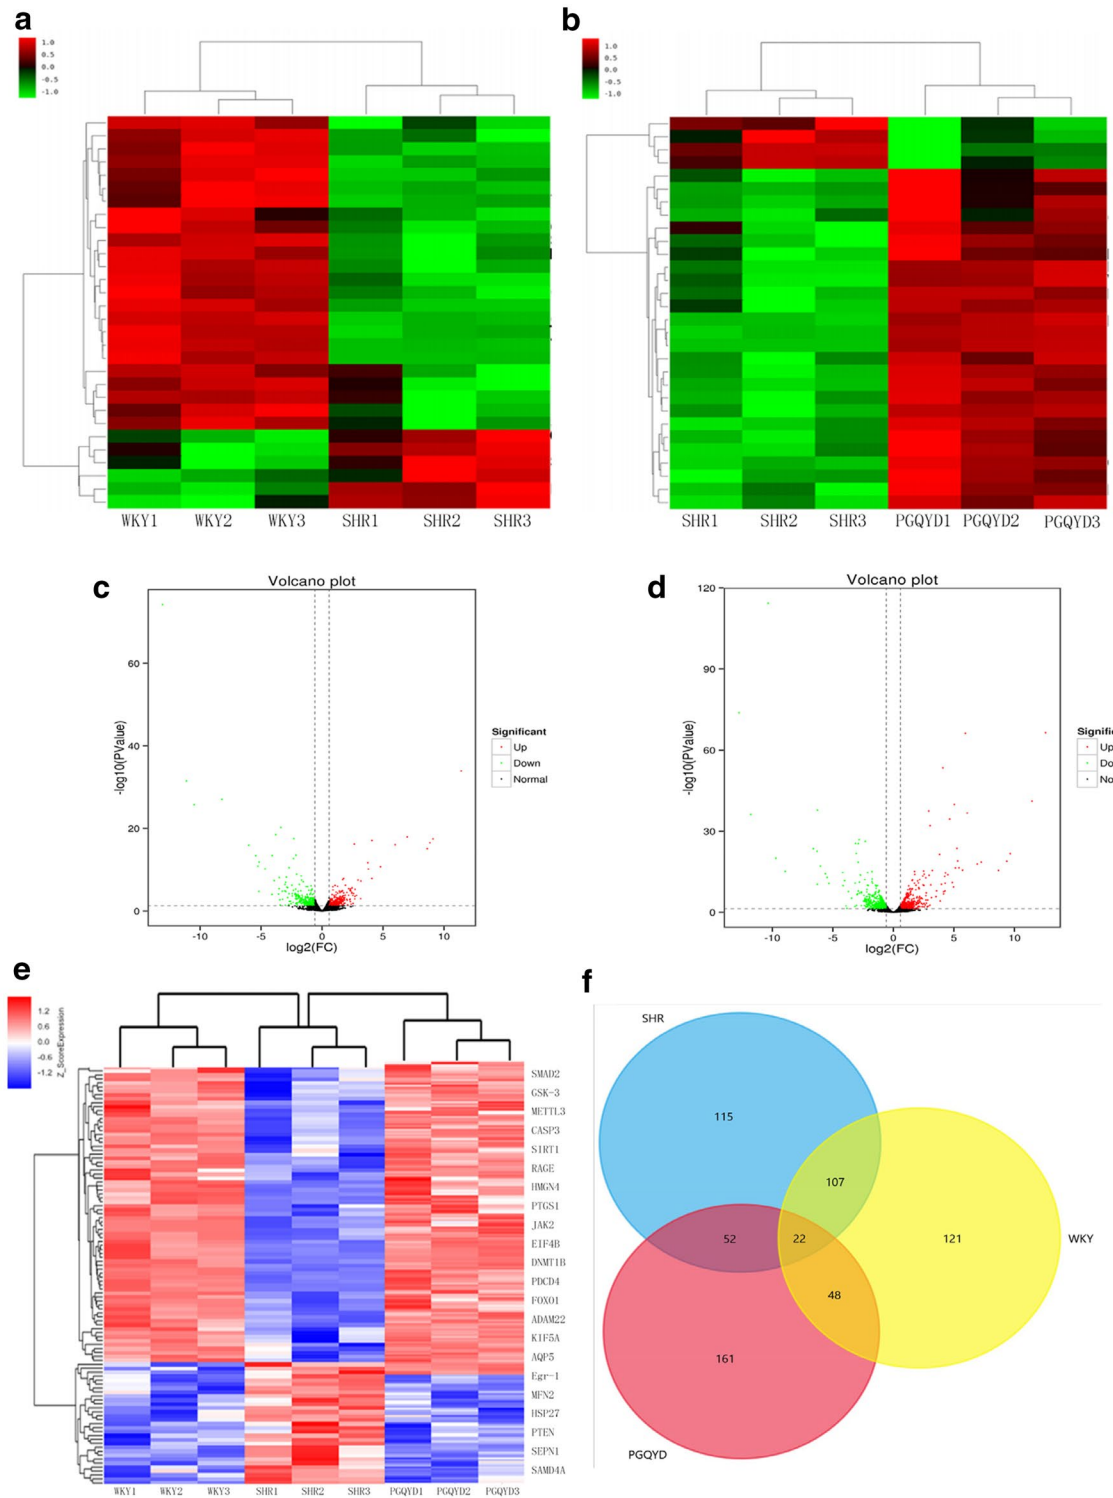 a
1.0
0.5
0.0
-0.5
-1.0
WKY1 WKY2 WKY3 SHR1 SHR2 SHR3
b
1.0
0.5
0.0
-0.5
-1.0
SHR1 SHR2 SHR3 PGQYD1 PGQYD2 PGQYD3
c
Volcano plot
60
40
20
0
-log10(PValue)
-10 -5 0 5 10
log2(FC)
Significant
Up
Down
Normal
d
Volcano plot
120
90
60
30
0
-log10(PValue)
-10 -5 0 5 10
log2(FC)
Signific
Up
Do
No
e
1.2
0.6
0.0
-0.6
-1.2
Z_ScoreExpression
SMAD2
GSK-3
METTL3
CASP3
SIRT1
RAGE
HMGN4
PTGS1
JAK2
EIF4B
DNMT1B
PDCD4
FOXO1
ADAM22
KIF5A
AQP5
Egr-1
MFN2
HSP27
PTEN
SEPN1
SAMD4A
WKY1 WKY2 WKY3 SHR1 SHR2 SHR3 PGQYD1 PGQYD2 PGQYD3
f
SHR
115
107
52 22 121 WKY
48
161
PGQYD